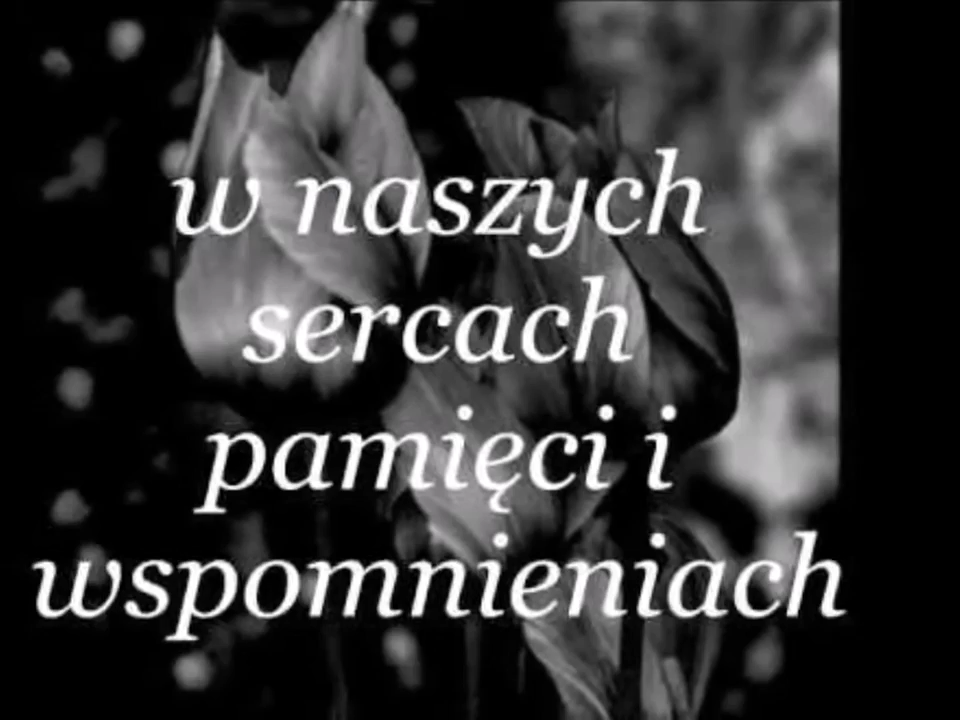 w naszych
sercach
pamięci i
wspomnieniach